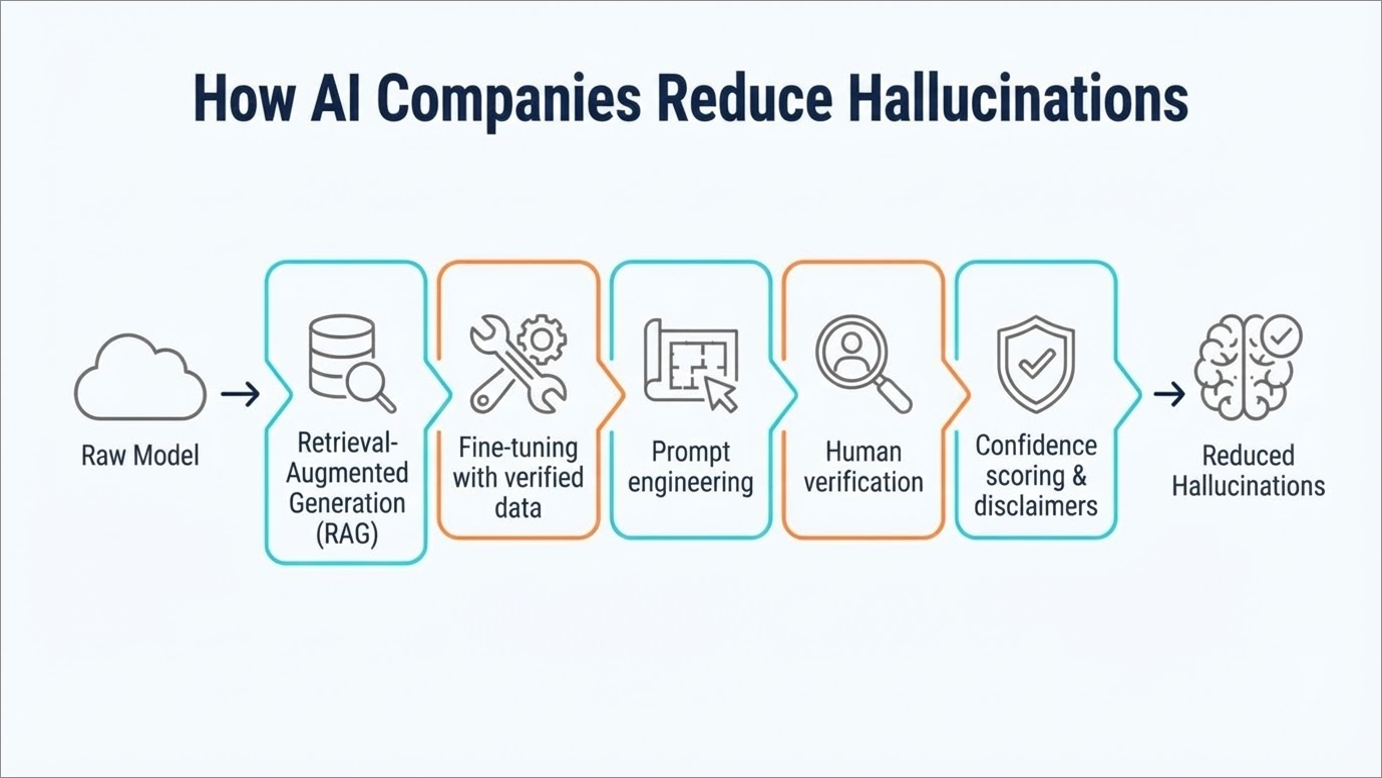 How AI Companies Reduce Hallucinations
Raw Model
Retrieval-
Augmented
Generation
(RAG)
Fine-tuning
with verified
data
Prompt
engineering
Human
verification
Confidence
scoring &
disclaimers
Reduced
Hallucinations